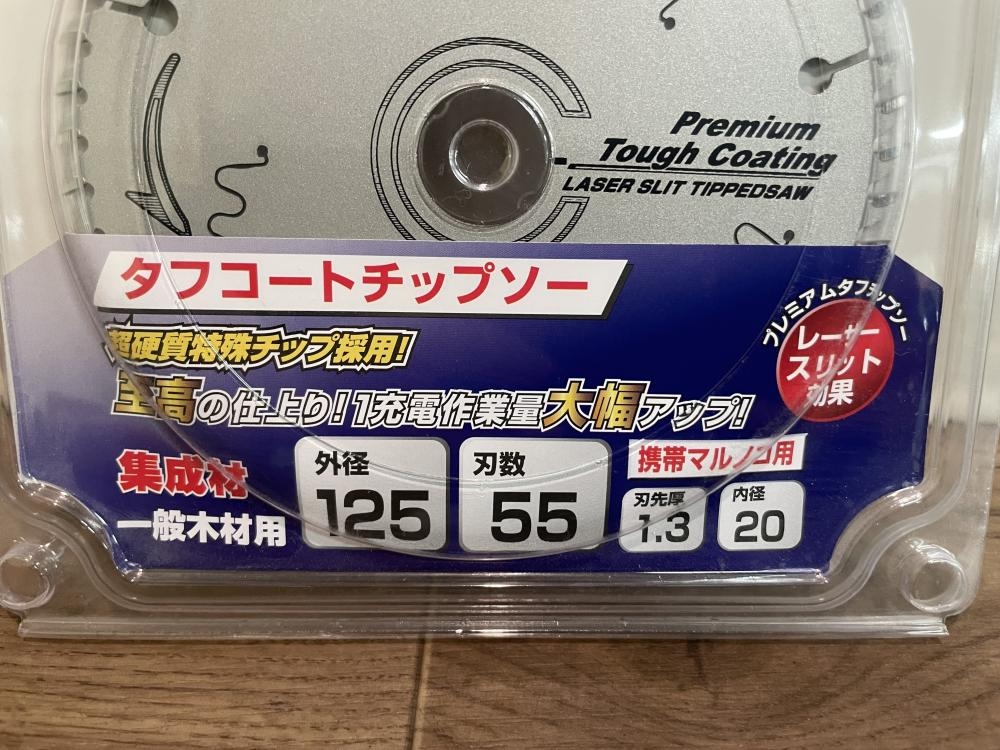 Premium
Tough Coating
LASER SLIT TIPPEDSAW
タフコートチップソー
プレミアムタフチップソー
レーザー
スリット
効果
超硬質特殊チップ採用!
至高の仕上り!1充電作業量大幅アップ!
集成材
一般木材用
外径
125
刃数
55
携帯マルノコ用
刃先厚
1.3
内径
20